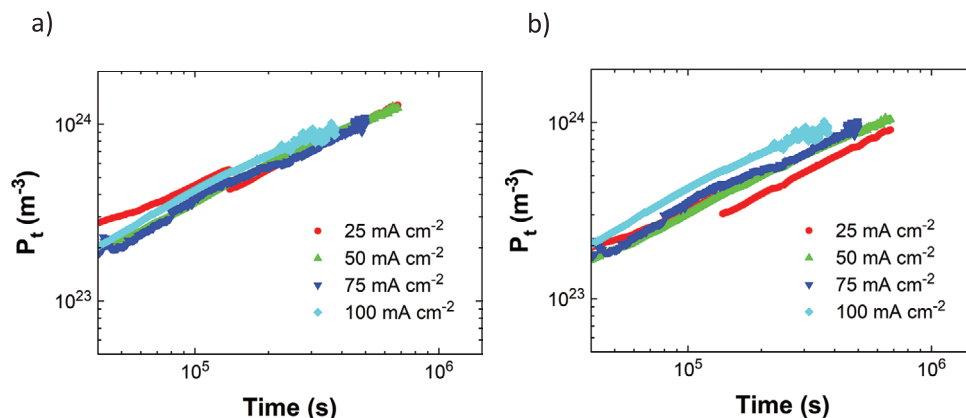 a)
P_t (m^-3)
10^24
10^23
25 mA cm^-2
50 mA cm^-2
75 mA cm^-2
100 mA cm^-2
10^5
10^6
Time (s)
b)
P_t (m^-3)
10^24
10^23
25 mA cm^-2
50 mA cm^-2
75 mA cm^-2
100 mA cm^-2
10^5
10^6
Time (s)